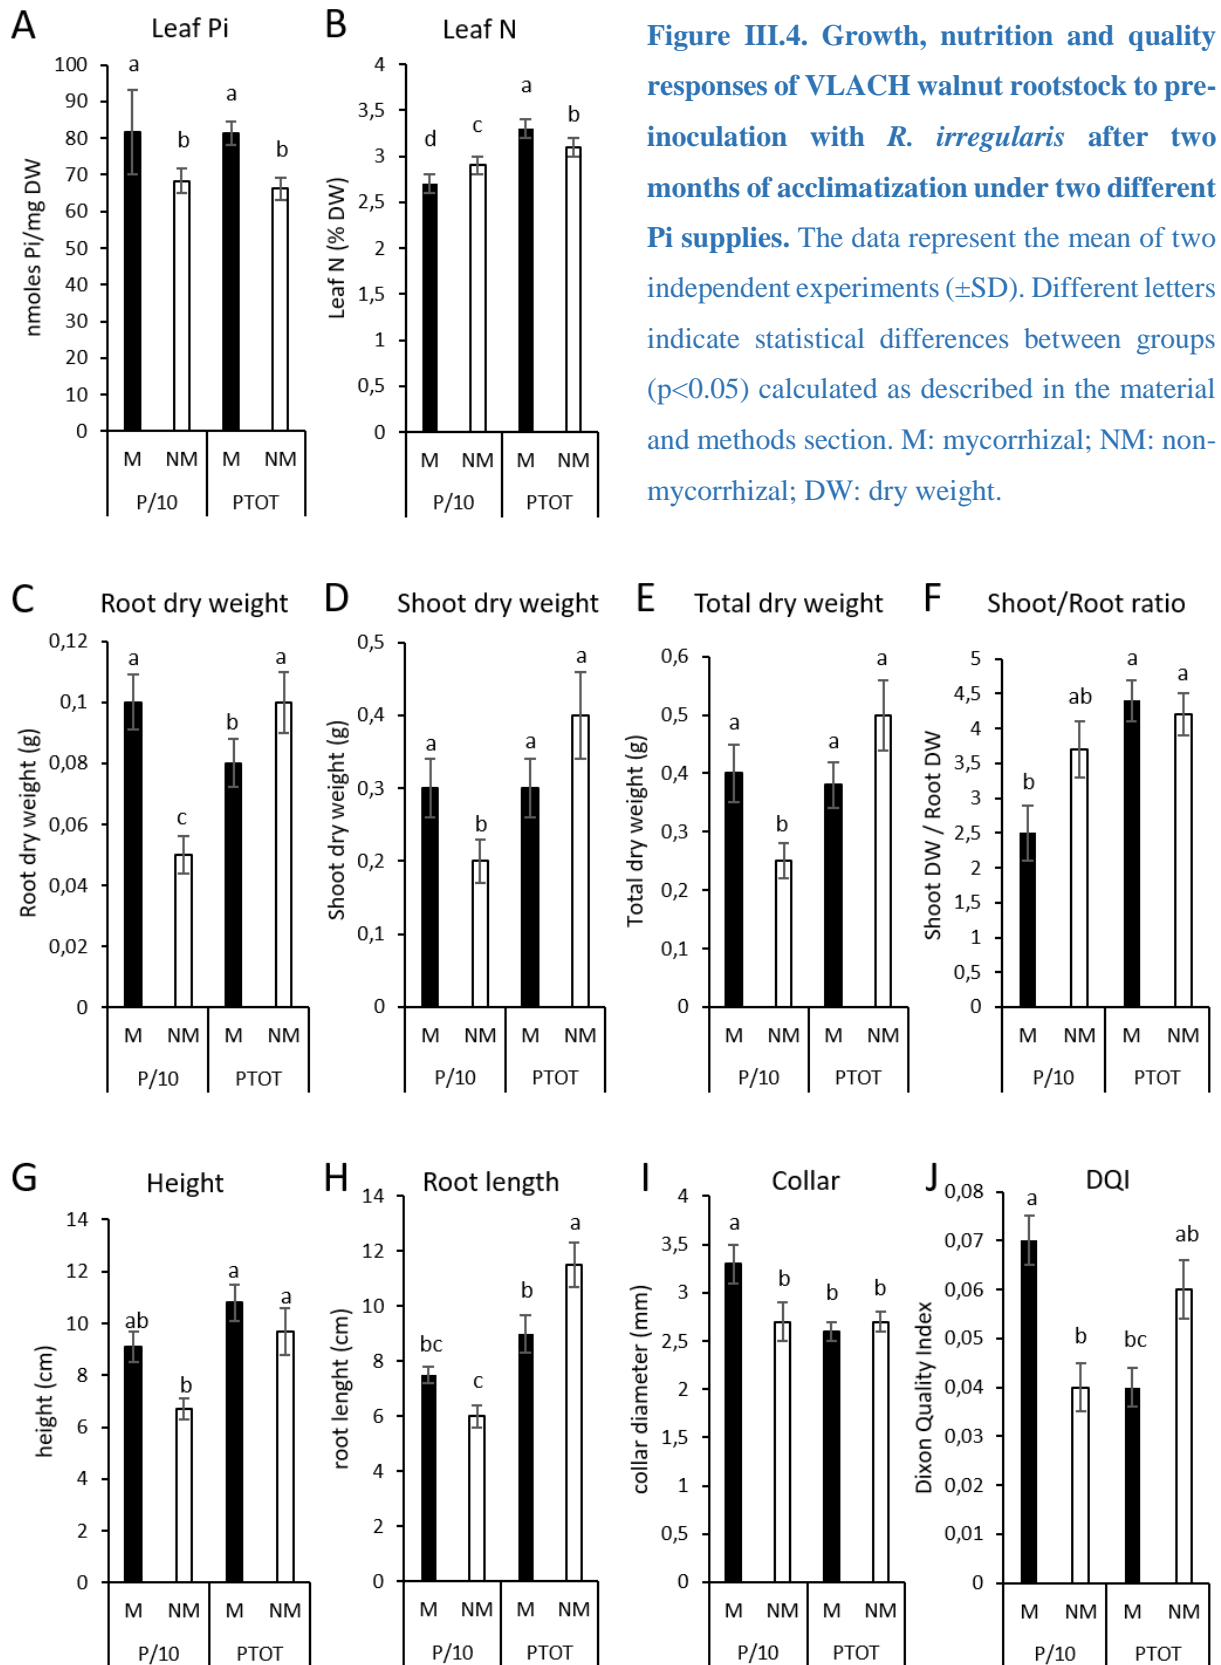 A
Leaf Pi
nmoles Pi/mg DW
100
90
80
70
60
50
40
30
20
10
0
a
b
a
b
M NM M NM
P/10 PTOT
B
Leaf N
Leaf N (% DW)
4
3,5
3
2,5
2
1,5
1
0,5
0
d
c
a
b
M NM M NM
P/10 PTOT
Figure III.4. Growth, nutrition and quality
responses of VLACH walnut rootstock to pre-
inoculation with R. irregularis after two
months of acclimatization under two different
Pi supplies. The data represent the mean of two
independent experiments (±SD). Different letters
indicate statistical differences between groups
(p<0.05) calculated as described in the material
and methods section. M: mycorrhizal; NM: non-
mycorrhizal; DW: dry weight.
C
Root dry weight
Root dry weight (g)
0,12
0,1
0,08
0,06
0,04
0,02
0
a
c
b
a
M NM M NM
P/10 PTOT
D
Shoot dry weight
Shoot dry weight (g)
0,5
0,4
0,3
0,2
0,1
0
a
b
a
a
M NM M NM
P/10 PTOT
E
Total dry weight
Total dry weight (g)
0,6
0,5
0,4
0,3
0,2
0,1
0
a
b
a
a
M NM M NM
P/10 PTOT
F
Shoot/Root ratio
Shoot DW / Root DW
5
4,5
4
3,5
3
2,5
2
1,5
1
0,5
0
b
ab
a
a
M NM M NM
P/10 PTOT
G
Height
height (cm)
14
12
10
8
6
4
2
0
ab
b
a
a
M NM M NM
P/10 PTOT
H
Root length
root lenght (cm)
14
12
10
8
6
4
2
0
bc
c
b
a
M NM M NM
P/10 PTOT
I
Collar
collar diameter (mm)
4
3,5
3
2,5
2
1,5
1
0,5
0
a
b
b
b
M NM M NM
P/10 PTOT
J
DQI
Dixon Quality Index
0,08
0,07
0,06
0,05
0,04
0,03
0,02
0,01
0
a
b
bc
ab
M NM M NM
P/10 PTOT